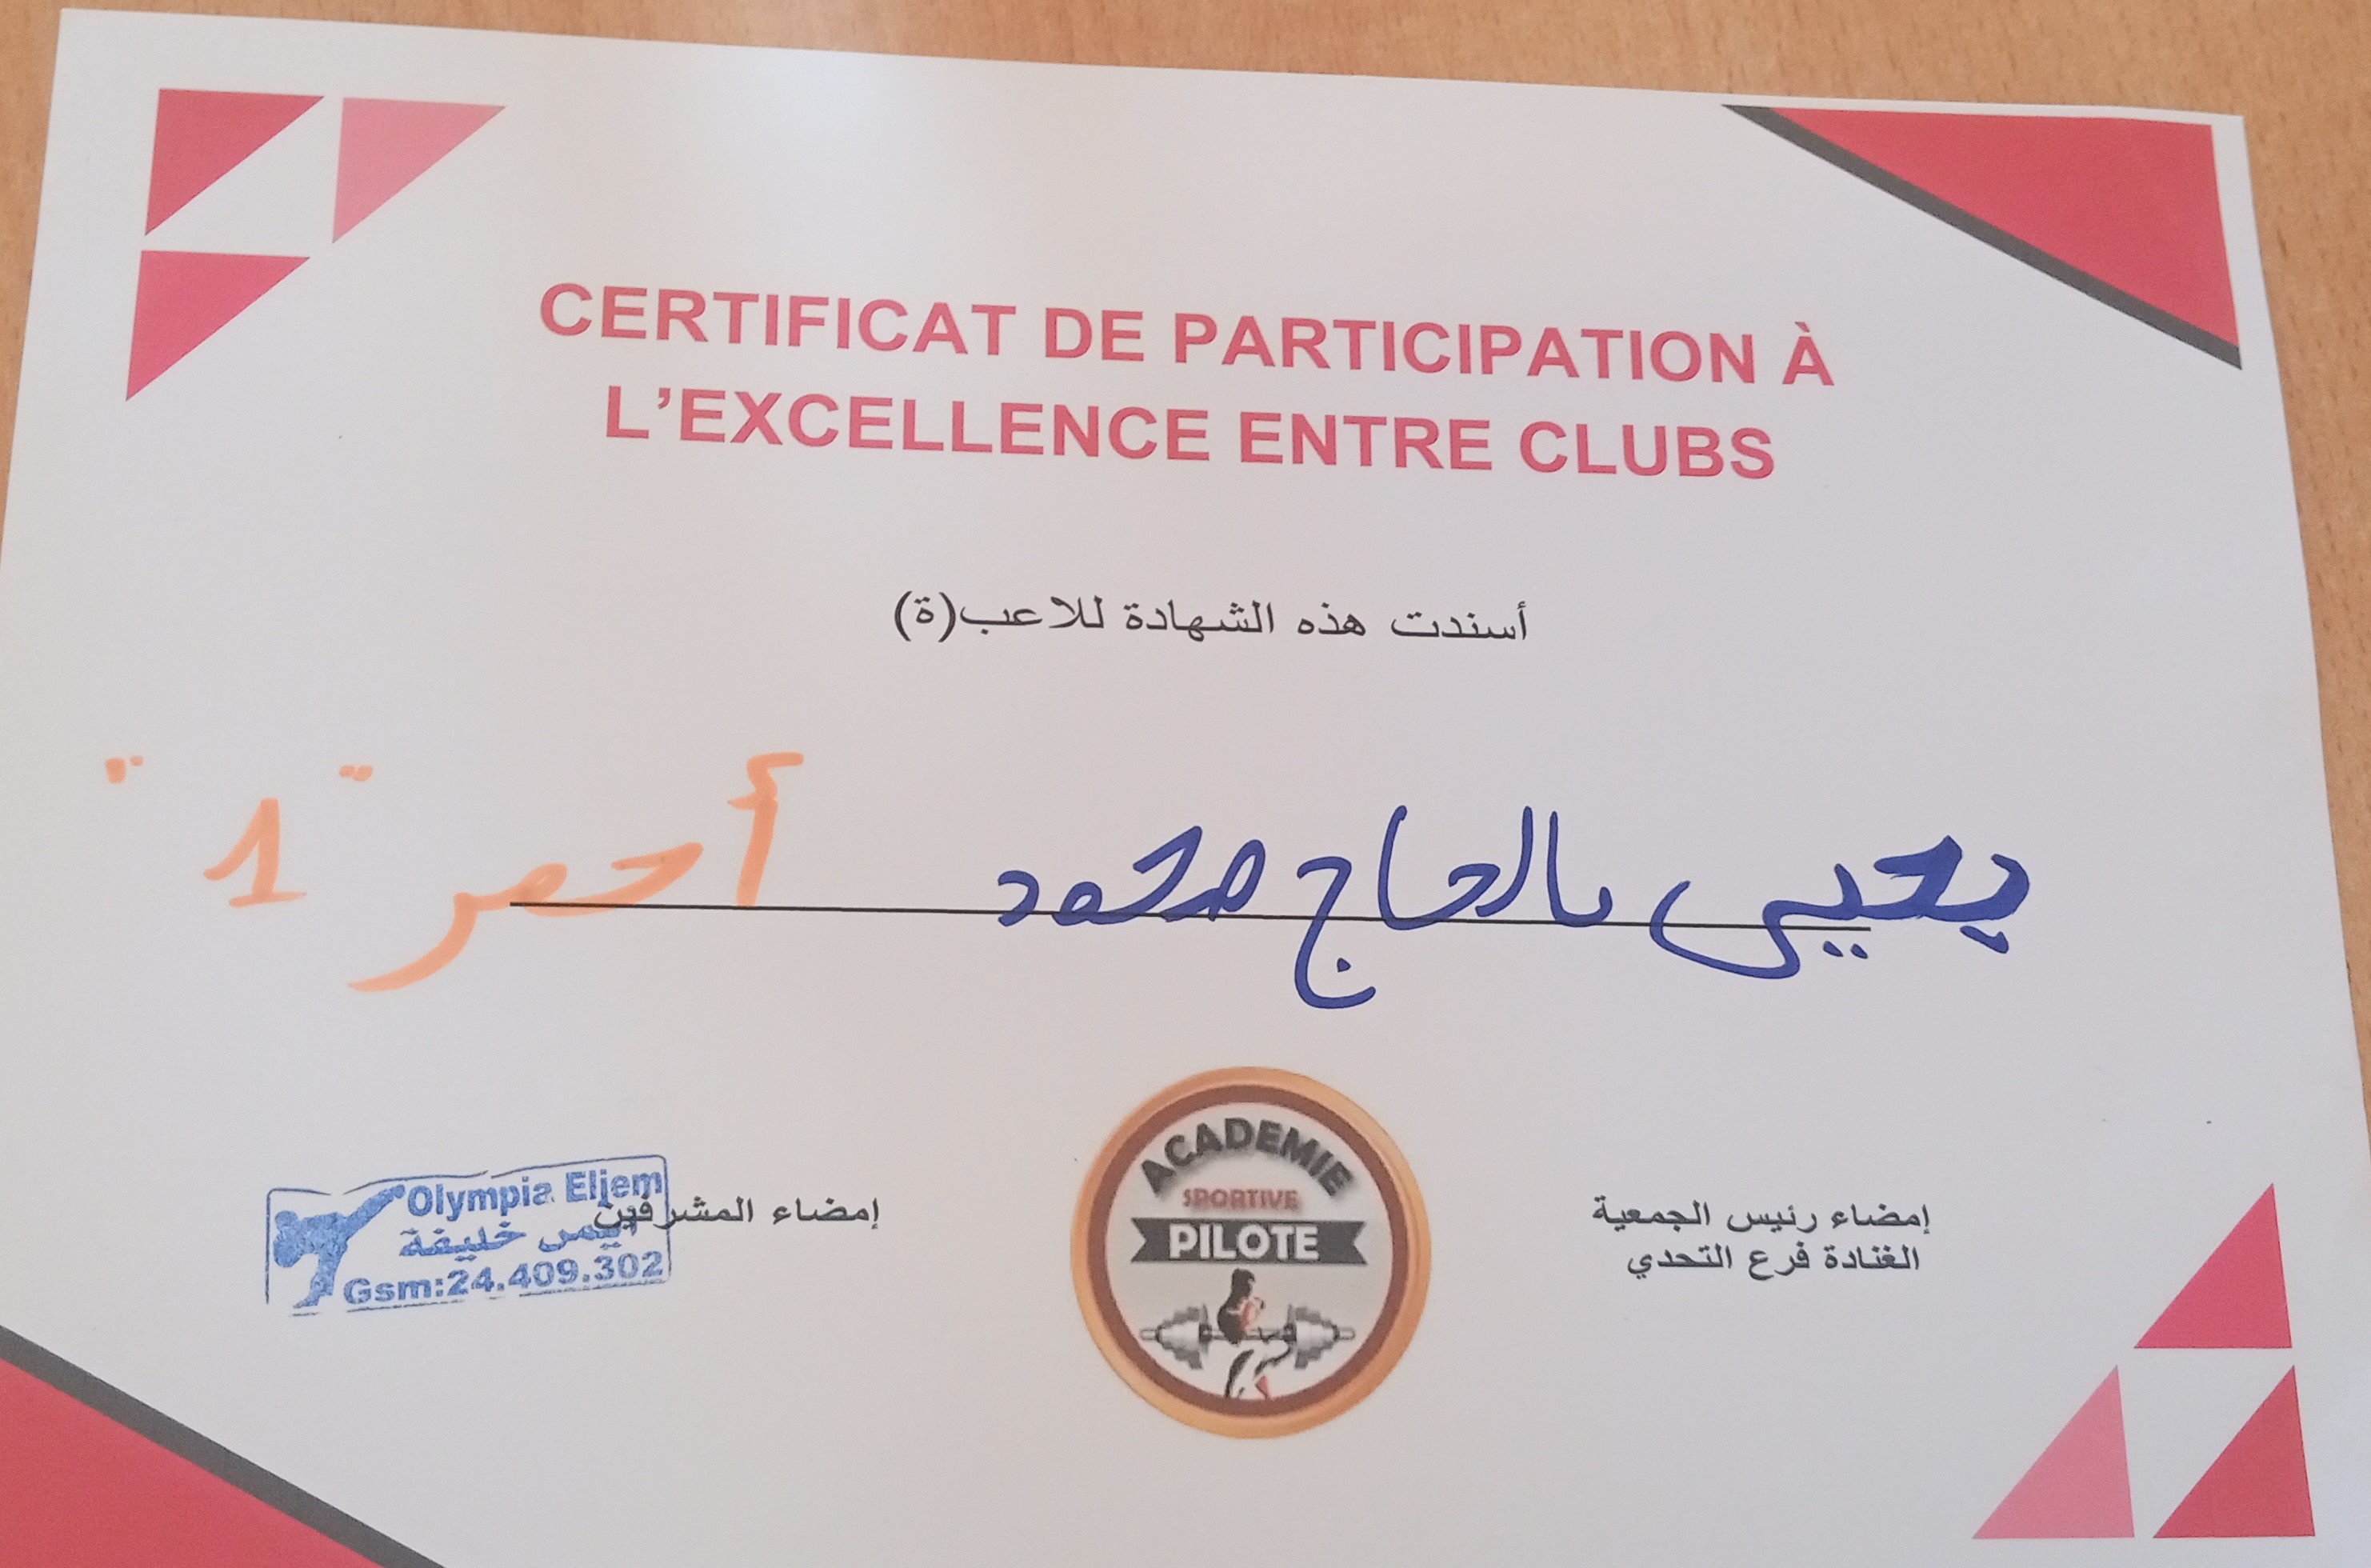 CERTIFICAT DE PARTICIPATION À
L'EXCELLENCE ENTRE CLUBS
أسندت هذه الشهادة للاعب(ة)
يحيى بالحاج محمد أحمر "1"
إمضاء رئيس الجمعية
الغنادة فرع التحدي
ACADEMIE
SPORTIVE
PILOTE
إمضاء المشرفين
Olympia Eljem
خليفة
Gsm:24.409.302